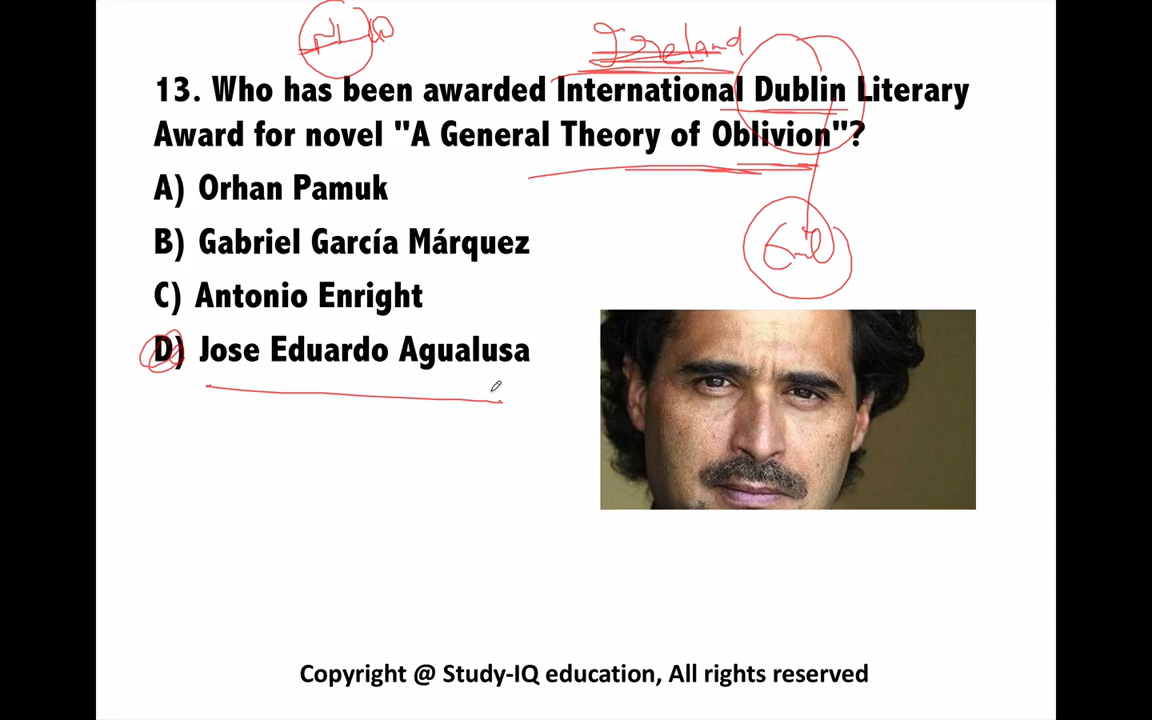 Ireland
13. Who has been awarded International Dublin Literary
Award for novel "A General Theory of Oblivion"?
A) Orhan Pamuk
B) Gabriel García Márquez
C) Antonio Enright
D) Jose Eduardo Agualusa
Copyright @ Study-IQ education, All rights reserved